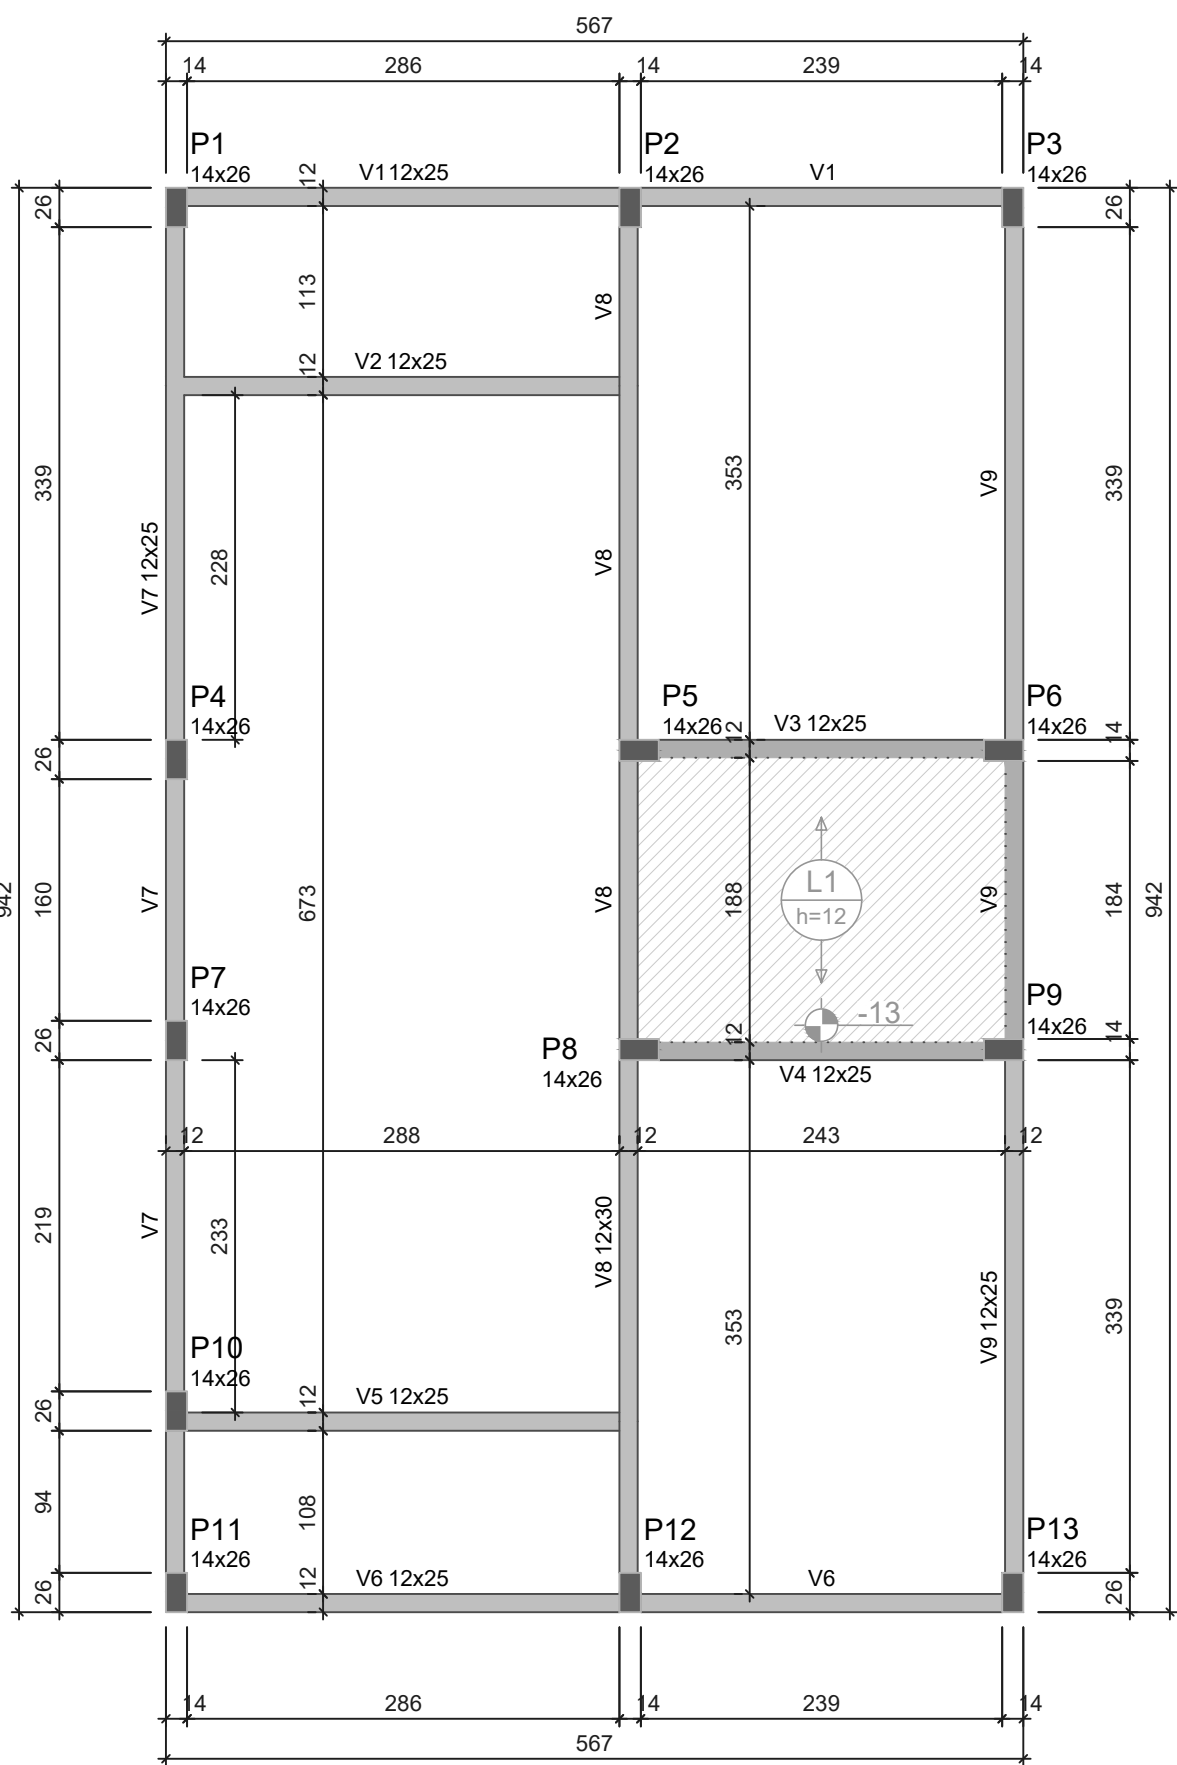 567
14 286 14 239 14
P1 P2 P3
14x26 V1 12x25 14x26 V1 14x26
12
26 26
113
V8
12 V2 12x25
339 353 V9 339
V7 12x25 228 V8
P4 P5 P6
14x26 14x26 12 V3 12x25 14x26 14
26
L1
942 160 V7 673 V8 188 h=12 V9 184 942
P7 P9
14x26 -13 14x26
26 12 14
P8
14x26 V4 12x25
12 288 12 243 12
219 V7 233 V8 12x30
353 V9 12x25 339
P10
14x26
26 12 V5 12x25
94 108
P11 P12 P13
14x26 14x26 14x26
26 12 V6 12x25 V6 26
14 286 14 239 14
567